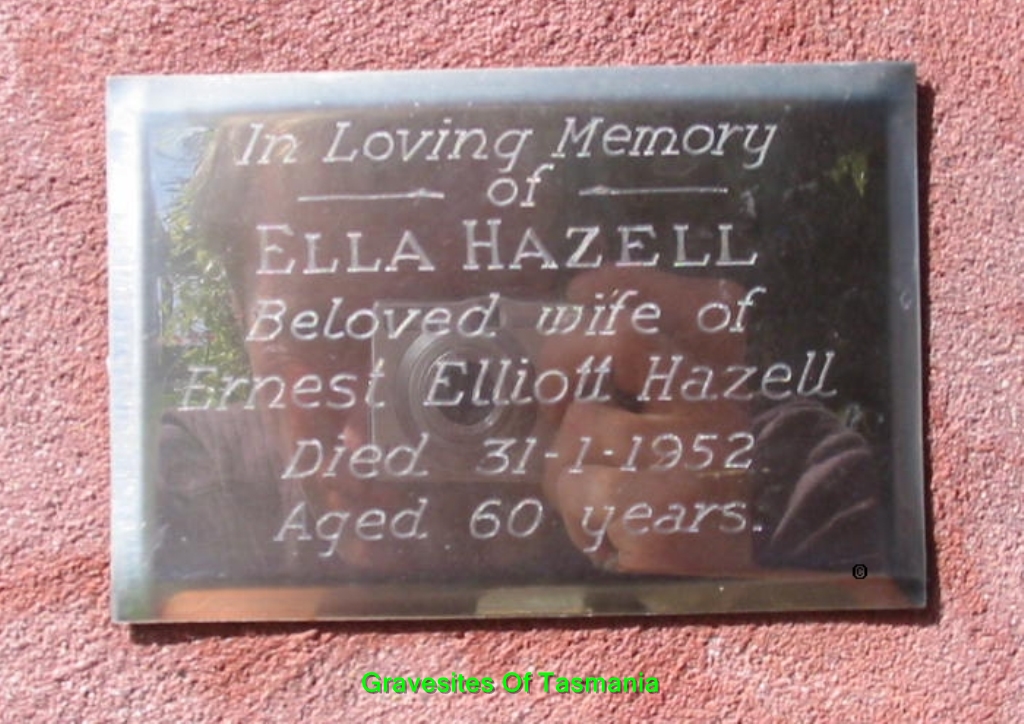 In Loving Memory
of
ELLA HAZELL
Beloved wife of
Ernest Elliott Hazell
Died 31-1-1952.
Aged 60 years.
©
Gravesites Of Tasmania